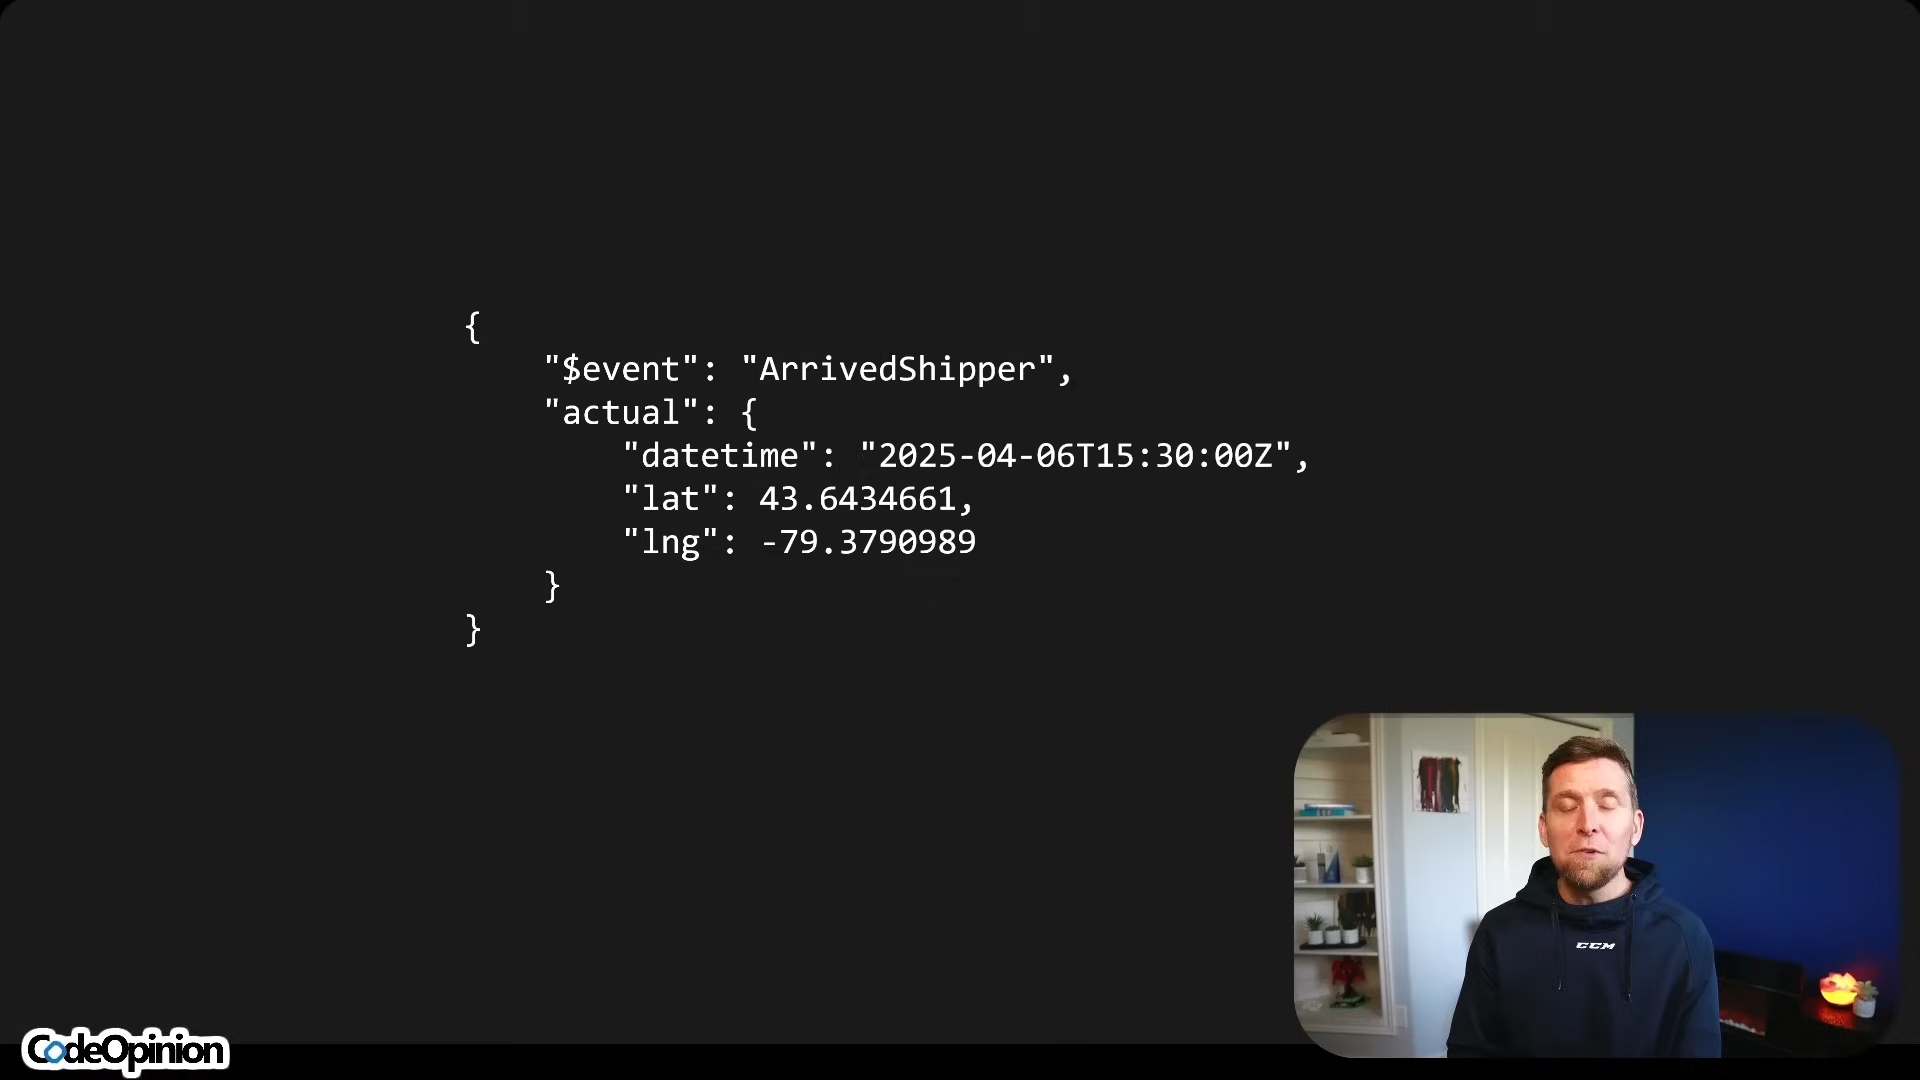 {
"$event": "ArrivedShipper",
"actual": {
"datetime": "2025-04-06T15:30:00Z",
"lat": 43.6434661,
"lng": -79.3790989
}
}
CCM
CodeOpinion